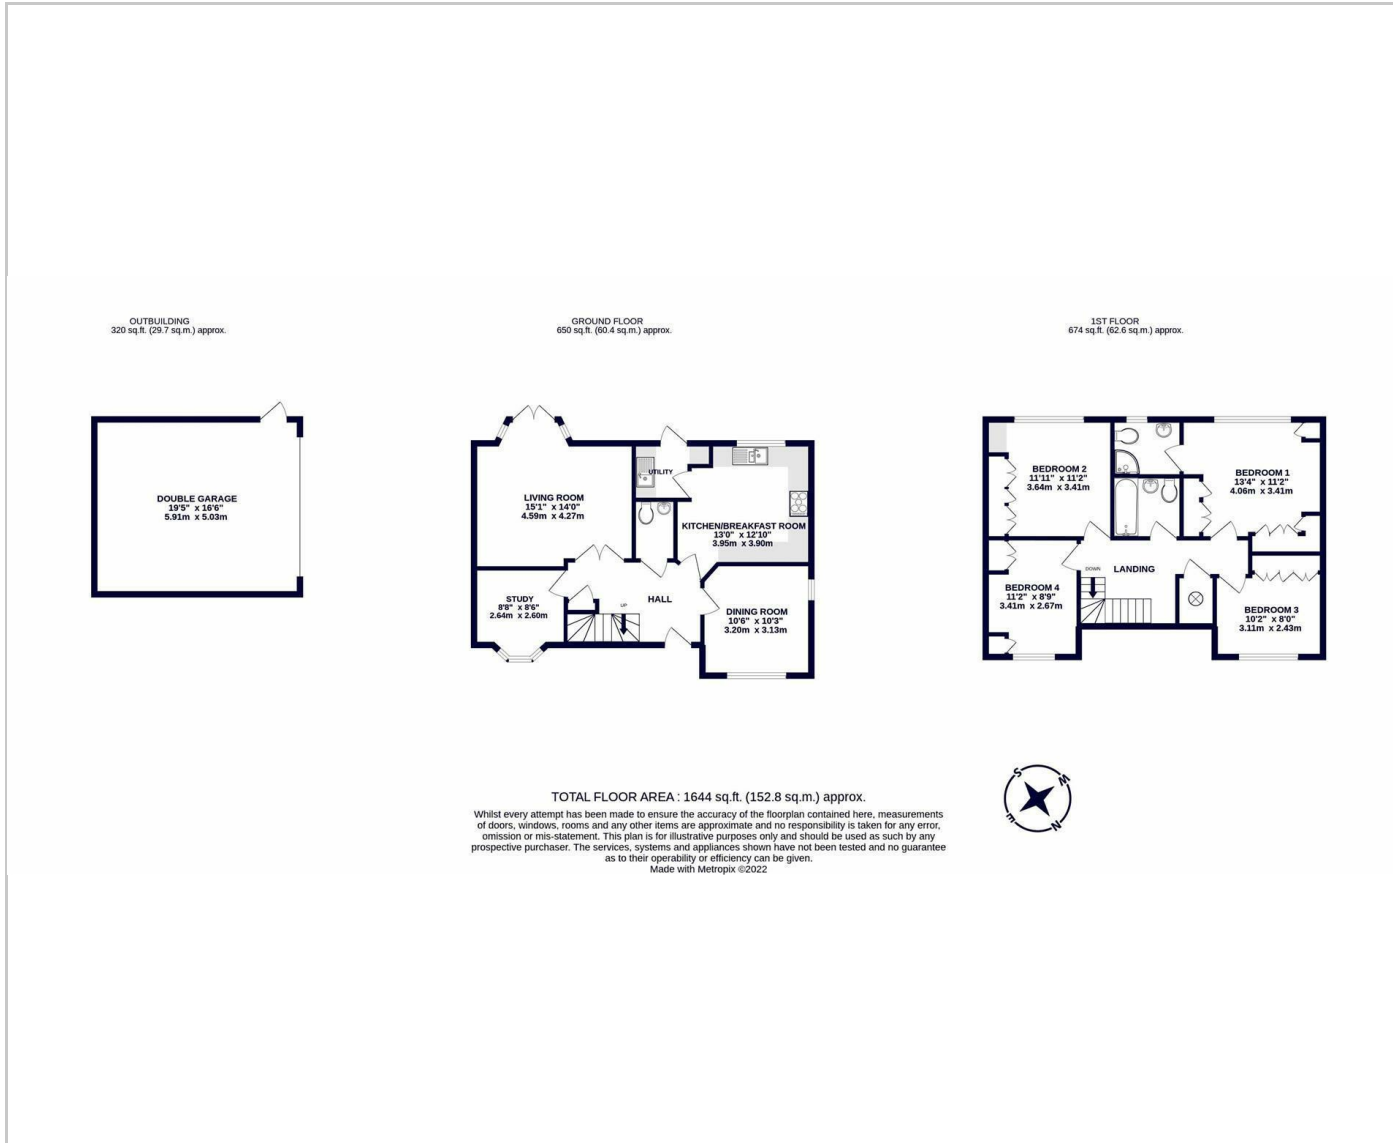 OUTBUILDING
320 sq.ft. (29.7 sq.m.) approx.
GROUND FLOOR
650 sq.ft. (60.4 sq.m.) approx.
1ST FLOOR
674 sq.ft. (62.6 sq.m.) approx.
DOUBLE GARAGE
19'5" x 16'6"
5.91m x 5.03m
LIVING ROOM
15'1" x 14'0"
4.59m x 4.27m
UTILITY
KITCHEN/BREAKFAST ROOM
13'0" x 12'10"
3.95m x 3.90m
STUDY
8'8" x 8'6"
2.64m x 2.60m
UP
HALL
DINING ROOM
10'6" x 10'3"
3.20m x 3.13m
BEDROOM 2
11'11" x 11'2"
3.64m x 3.41m
BEDROOM 1
13'4" x 11'2"
4.06m x 3.41m
DOWN
LANDING
BEDROOM 4
11'2" x 8'9"
3.41m x 2.67m
BEDROOM 3
10'2" x 8'0"
3.11m x 2.43m
S
W
E
N
TOTAL FLOOR AREA : 1644 sq.ft. (152.8 sq.m.) approx.
Whilst every attempt has been made to ensure the accuracy of the floorplan contained here, measurements
of doors, windows, rooms and any other items are approximate and no responsibility is taken for any error,
omission or mis-statement. This plan is for illustrative purposes only and should be used as such by any
prospective purchaser. The services, systems and appliances shown have not been tested and no guarantee
as to their operability or efficiency can be given.
Made with Metropix ©2022